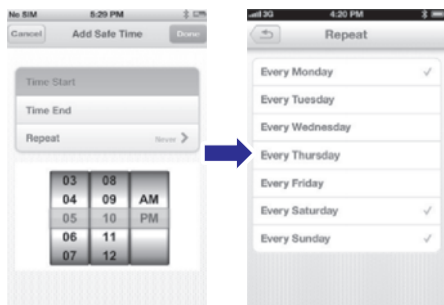 No SIM 5:29 PM
Cancel Add Safe Time Done
Time Start
Time End
Repeat Never
03 08
04 09 AM
05 10 PM
06 11
07 12
3G 4:20 PM
Repeat
Every Monday
Every Tuesday
Every Wednesday
Every Thursday
Every Friday
Every Saturday
Every Sunday